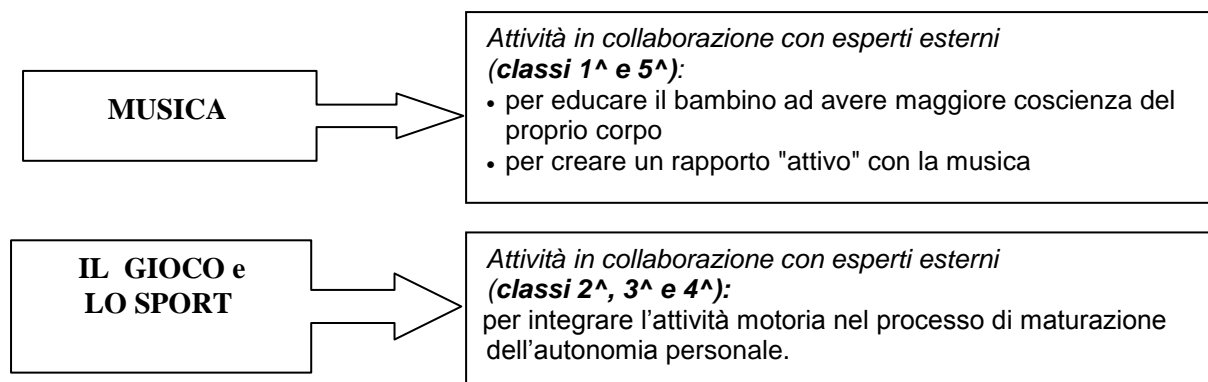 MUSICA
Attività in collaborazione con esperti esterni
(classi 1^ e 5^):
• per educare il bambino ad avere maggiore coscienza del
proprio corpo
• per creare un rapporto "attivo" con la musica
IL GIOCO e
LO SPORT
Attività in collaborazione con esperti esterni
(classi 2^, 3^ e 4^):
per integrare l’attività motoria nel processo di maturazione
dell’autonomia personale.